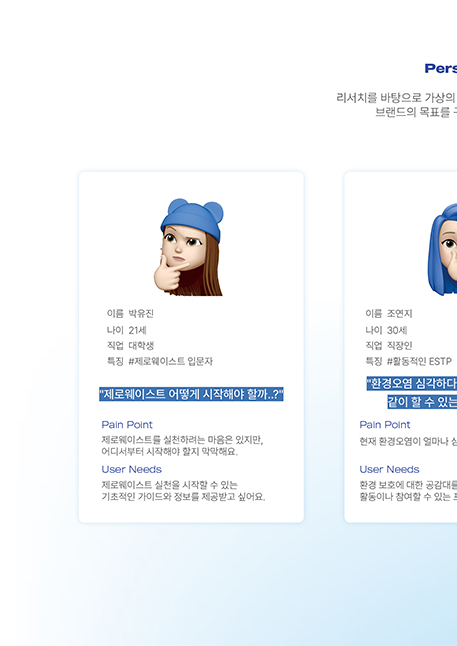 Pers
리서치를 바탕으로 가상의
브랜드의 목표를
이름 박유진
나이 21세
직업 대학생
특징 #제로웨이스트 입문자
"제로웨이스트 어떻게 시작해야 할까..?"
Pain Point
제로웨이스트를 실천하려는 마음은 있지만,
어디서부터 시작해야 할지 막막해요.
User Needs
제로웨이스트 실천을 시작할 수 있는
기초적인 가이드와 정보를 제공받고 싶어요.
이름 조연지
나이 30세
직업 직장인
특징 #활동적인 ESTP
"환경오염 심각하다
같이 할 수 있는
Pain Point
현재 환경오염이 얼마나
User Needs
환경 보호에 대한 공감대를
활동이나 참여할 수 있는